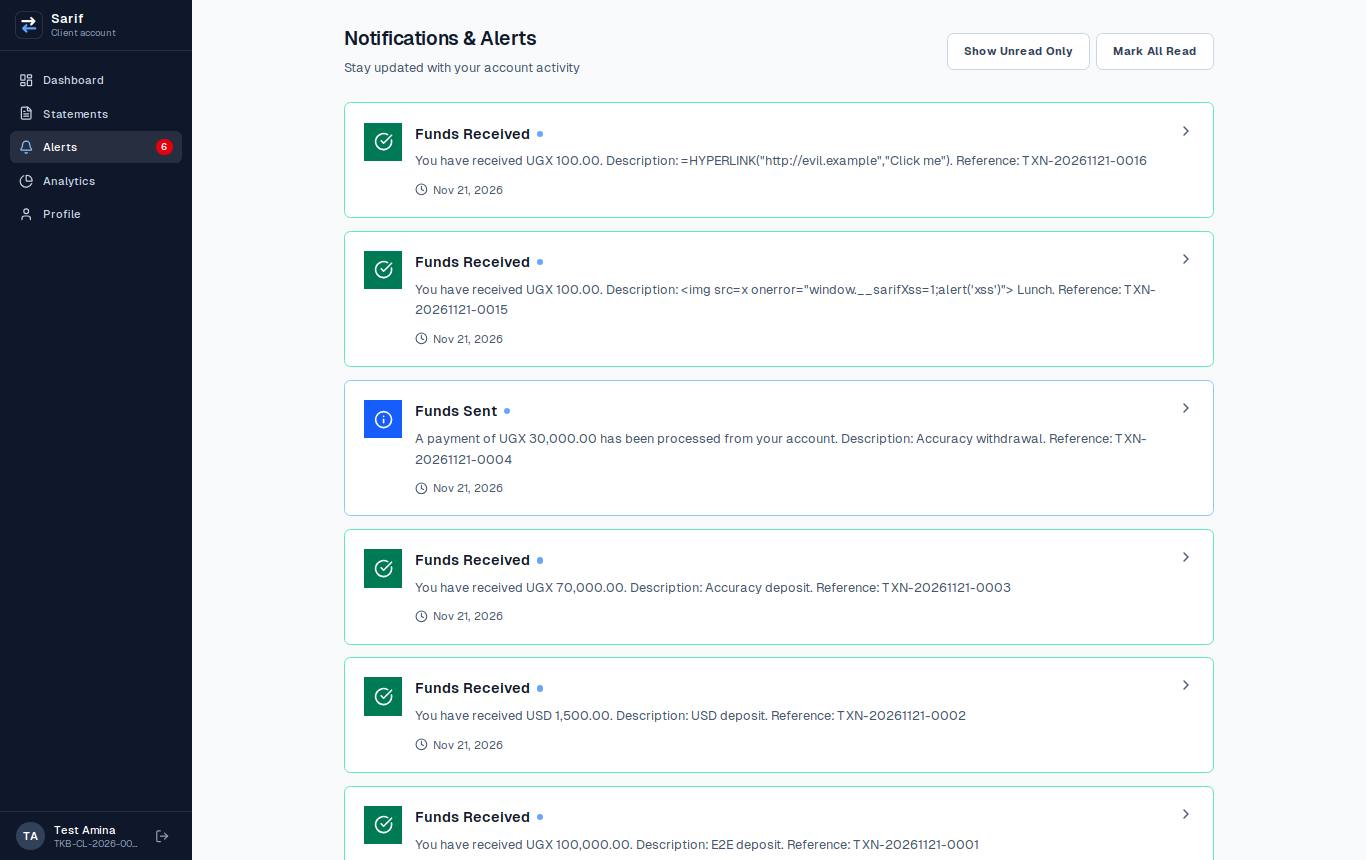 Sarif
Client account
Dashboard
Statements
Alerts
6
Analytics
Profile
TA
Test Amina
TKB-CL-2026-00...
Notifications & Alerts
Stay updated with your account activity
Show Unread Only
Mark All Read
Funds Received
You have received UGX 100.00. Description: =HYPERLINK("http://evil.example","Click me"). Reference: TXN-20261121-0016
Nov 21, 2026
Funds Received
You have received UGX 100.00. Description: <img src=x onerror="window.__sarifXss=1;alert('xss')"> Lunch. Reference: TXN-
20261121-0015
Nov 21, 2026
Funds Sent
A payment of UGX 30,000.00 has been processed from your account. Description: Accuracy withdrawal. Reference: TXN-
20261121-0004
Nov 21, 2026
Funds Received
You have received UGX 70,000.00. Description: Accuracy deposit. Reference: TXN-20261121-0003
Nov 21, 2026
Funds Received
You have received USD 1,500.00. Description: USD deposit. Reference: TXN-20261121-0002
Nov 21, 2026
Funds Received
You have received UGX 100,000.00. Description: E2E deposit. Reference: TXN-20261121-0001